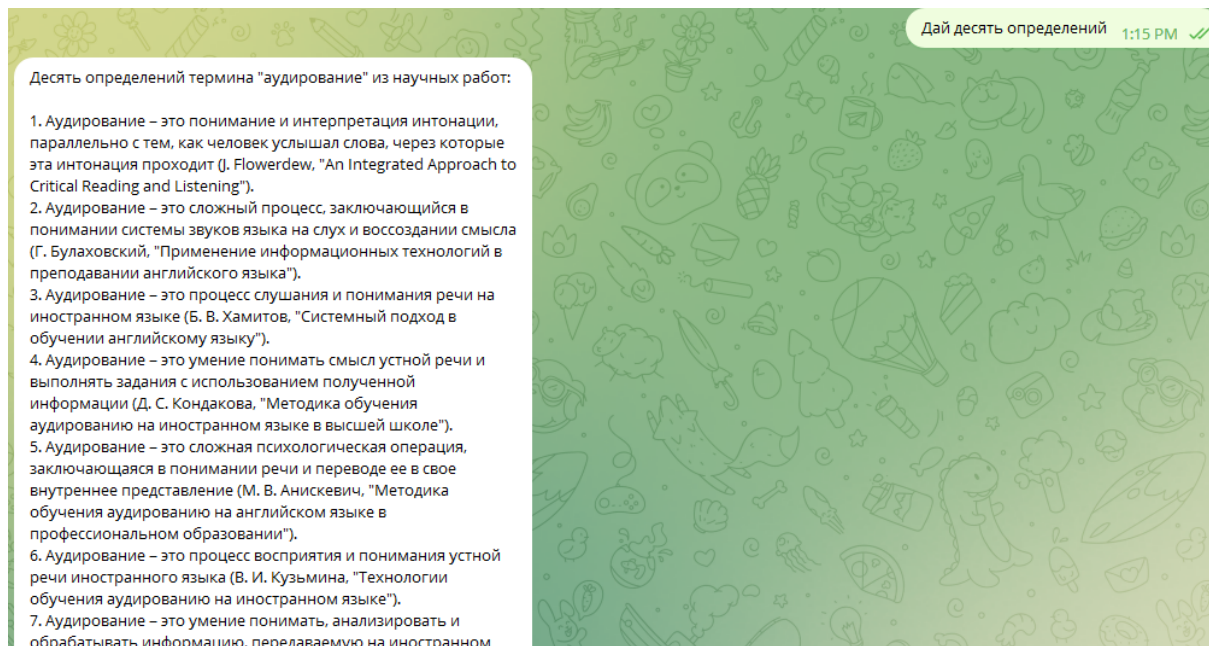 Дай десять определений 1:15 PM
Десять определений термина "аудирование" из научных работ:
1. Аудирование – это понимание и интерпретация интонации,
параллельно с тем, как человек услышал слова, через которые
эта интонация проходит (J. Flowerdew, "An Integrated Approach to
Critical Reading and Listening").
2. Аудирование – это сложный процесс, заключающийся в
понимании системы звуков языка на слух и воссоздании смысла
(Г. Булаховский, "Применение информационных технологий в
преподавании английского языка").
3. Аудирование – это процесс слушания и понимания речи на
иностранном языке (Б. В. Хамитов, "Системный подход в
обучении английскому языку").
4. Аудирование – это умение понимать смысл устной речи и
выполнять задания с использованием полученной
информации (Д. С. Кондакова, "Методика обучения
аудированию на иностранном языке в высшей школе").
5. Аудирование – это сложная психологическая операция,
заключающаяся в понимании речи и переводе ее в свое
внутреннее представление (М. В. Анискевич, "Методика
обучения аудированию на английском языке в
профессиональном образовании").
6. Аудирование – это процесс восприятия и понимания устной
речи иностранного языка (В. И. Кузьмина, "Технологии
обучения аудированию на иностранном языке").
7. Аудирование – это умение понимать, анализировать и
обрабатывать информацию, передаваемую на иностранном